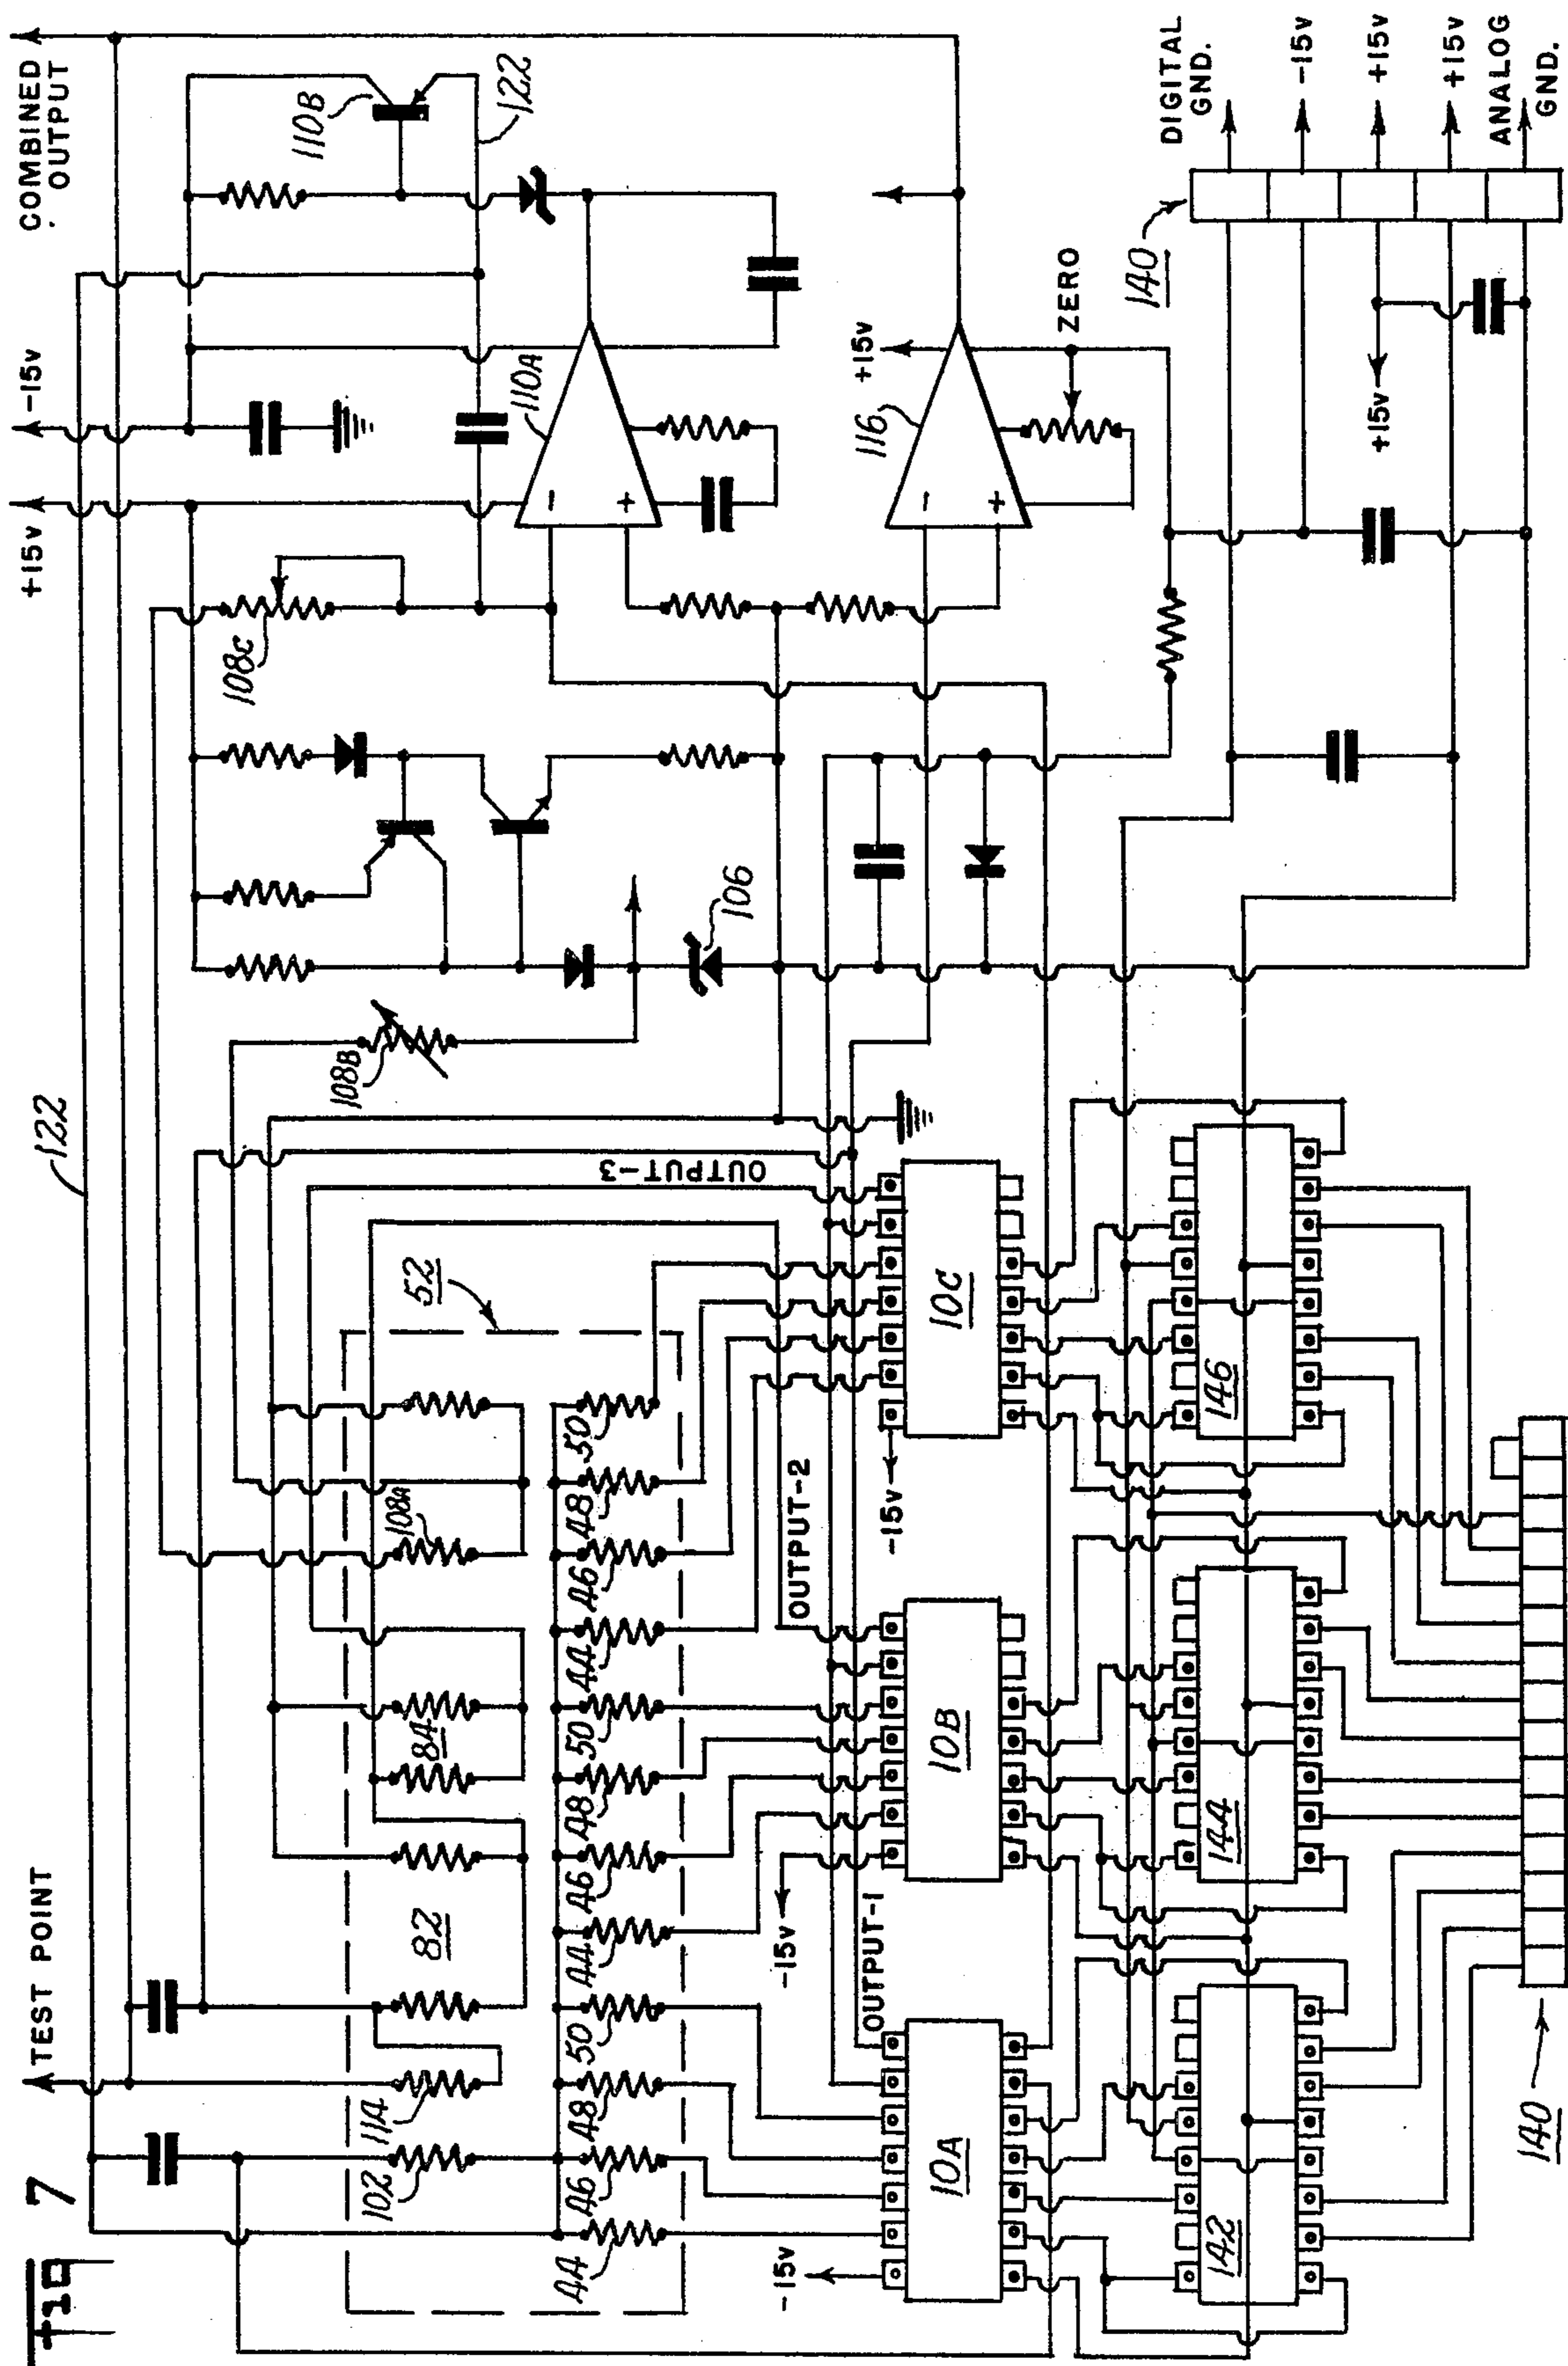 Fig 7
TEST POINT
122
+15v
-15v
COMBINED
OUTPUT
110B
122
108C
110A
108B
106
116
+15v
ZERO
140
DIGITAL
GND.
-15v
+15v
+15v
+15v
ANALOG
GND.
52
102
114
82
84
108A
44
46
48
50
44
46
48
50
44
46
48
50
OUTPUT-3
OUTPUT-2
OUTPUT-1
-15v
-15v
-15v
10A
10B
10C
142
144
146
140